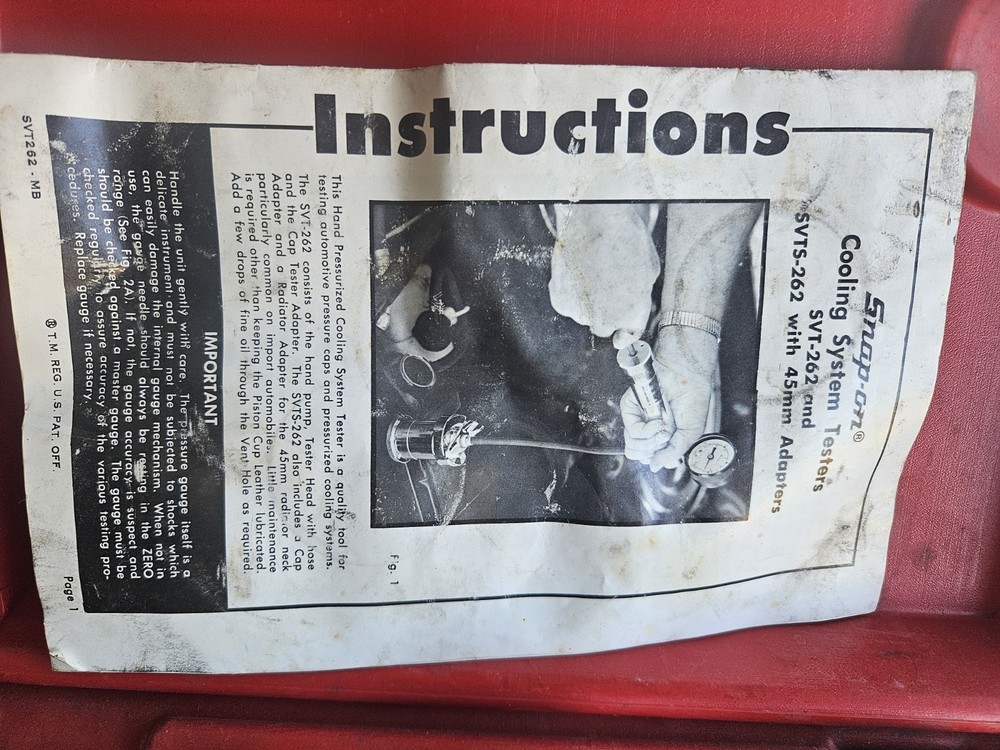 Snap-on®
Cooling System Testers
SVT-262 and
SVTS-262 with 45mm Adapters
Instructions
Fig. 1
This Hand Pressurized Cooling System Tester is a quality tool for
testing automotive pressure caps and pressurized cooling systems.
The SVT-262 consists of the hand pump, Tester Head with hose
and the Cap Tester Adapter. The SVTS-262 also includes a Cap
Adapter and a Radiator Adapter for the 45mm radiator neck
particularly common on import automobiles. Little maintenance
is required other than keeping the Piston Cup Leather lubricated.
Add a few drops of fine oil through the Vent Hole as required.
IMPORTANT
Handle the unit gently with care. The pressure gauge itself is a
delicate instrument and must not be subjected to shocks which
can easily damage the internal gauge mechanism. When not in
use, the gauge needle should always be resting in the ZERO
range (See Fig. 2A). If not, the gauge accuracy is suspect and
should be checked against a master gauge. The gauge must be
checked regularly to assure accuracy of the various testing pro-
cedures. Replace gauge if necessary.
® T.M. REG. U.S. PAT. OFF.
SVT262 - MB
Page 1